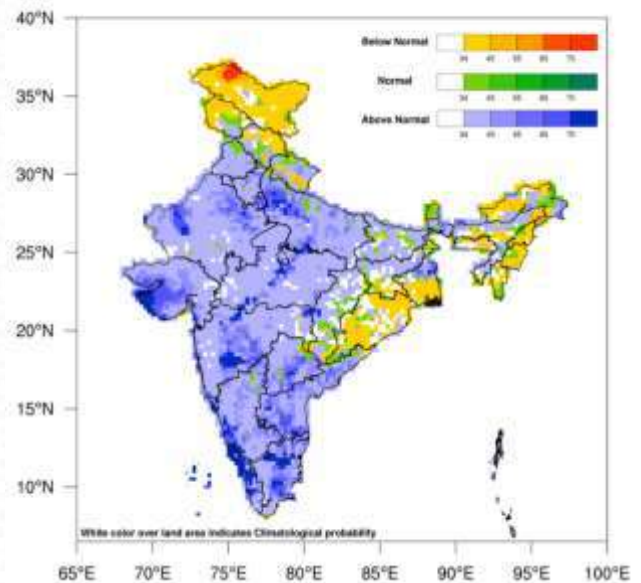 40°N
35°N
30°N
25°N
20°N
15°N
10°N
Below Normal
Normal
Above Normal
White color over land area indicates Climatological probability
65°E 70°E 75°E 80°E 85°E 90°E 95°E 100°E